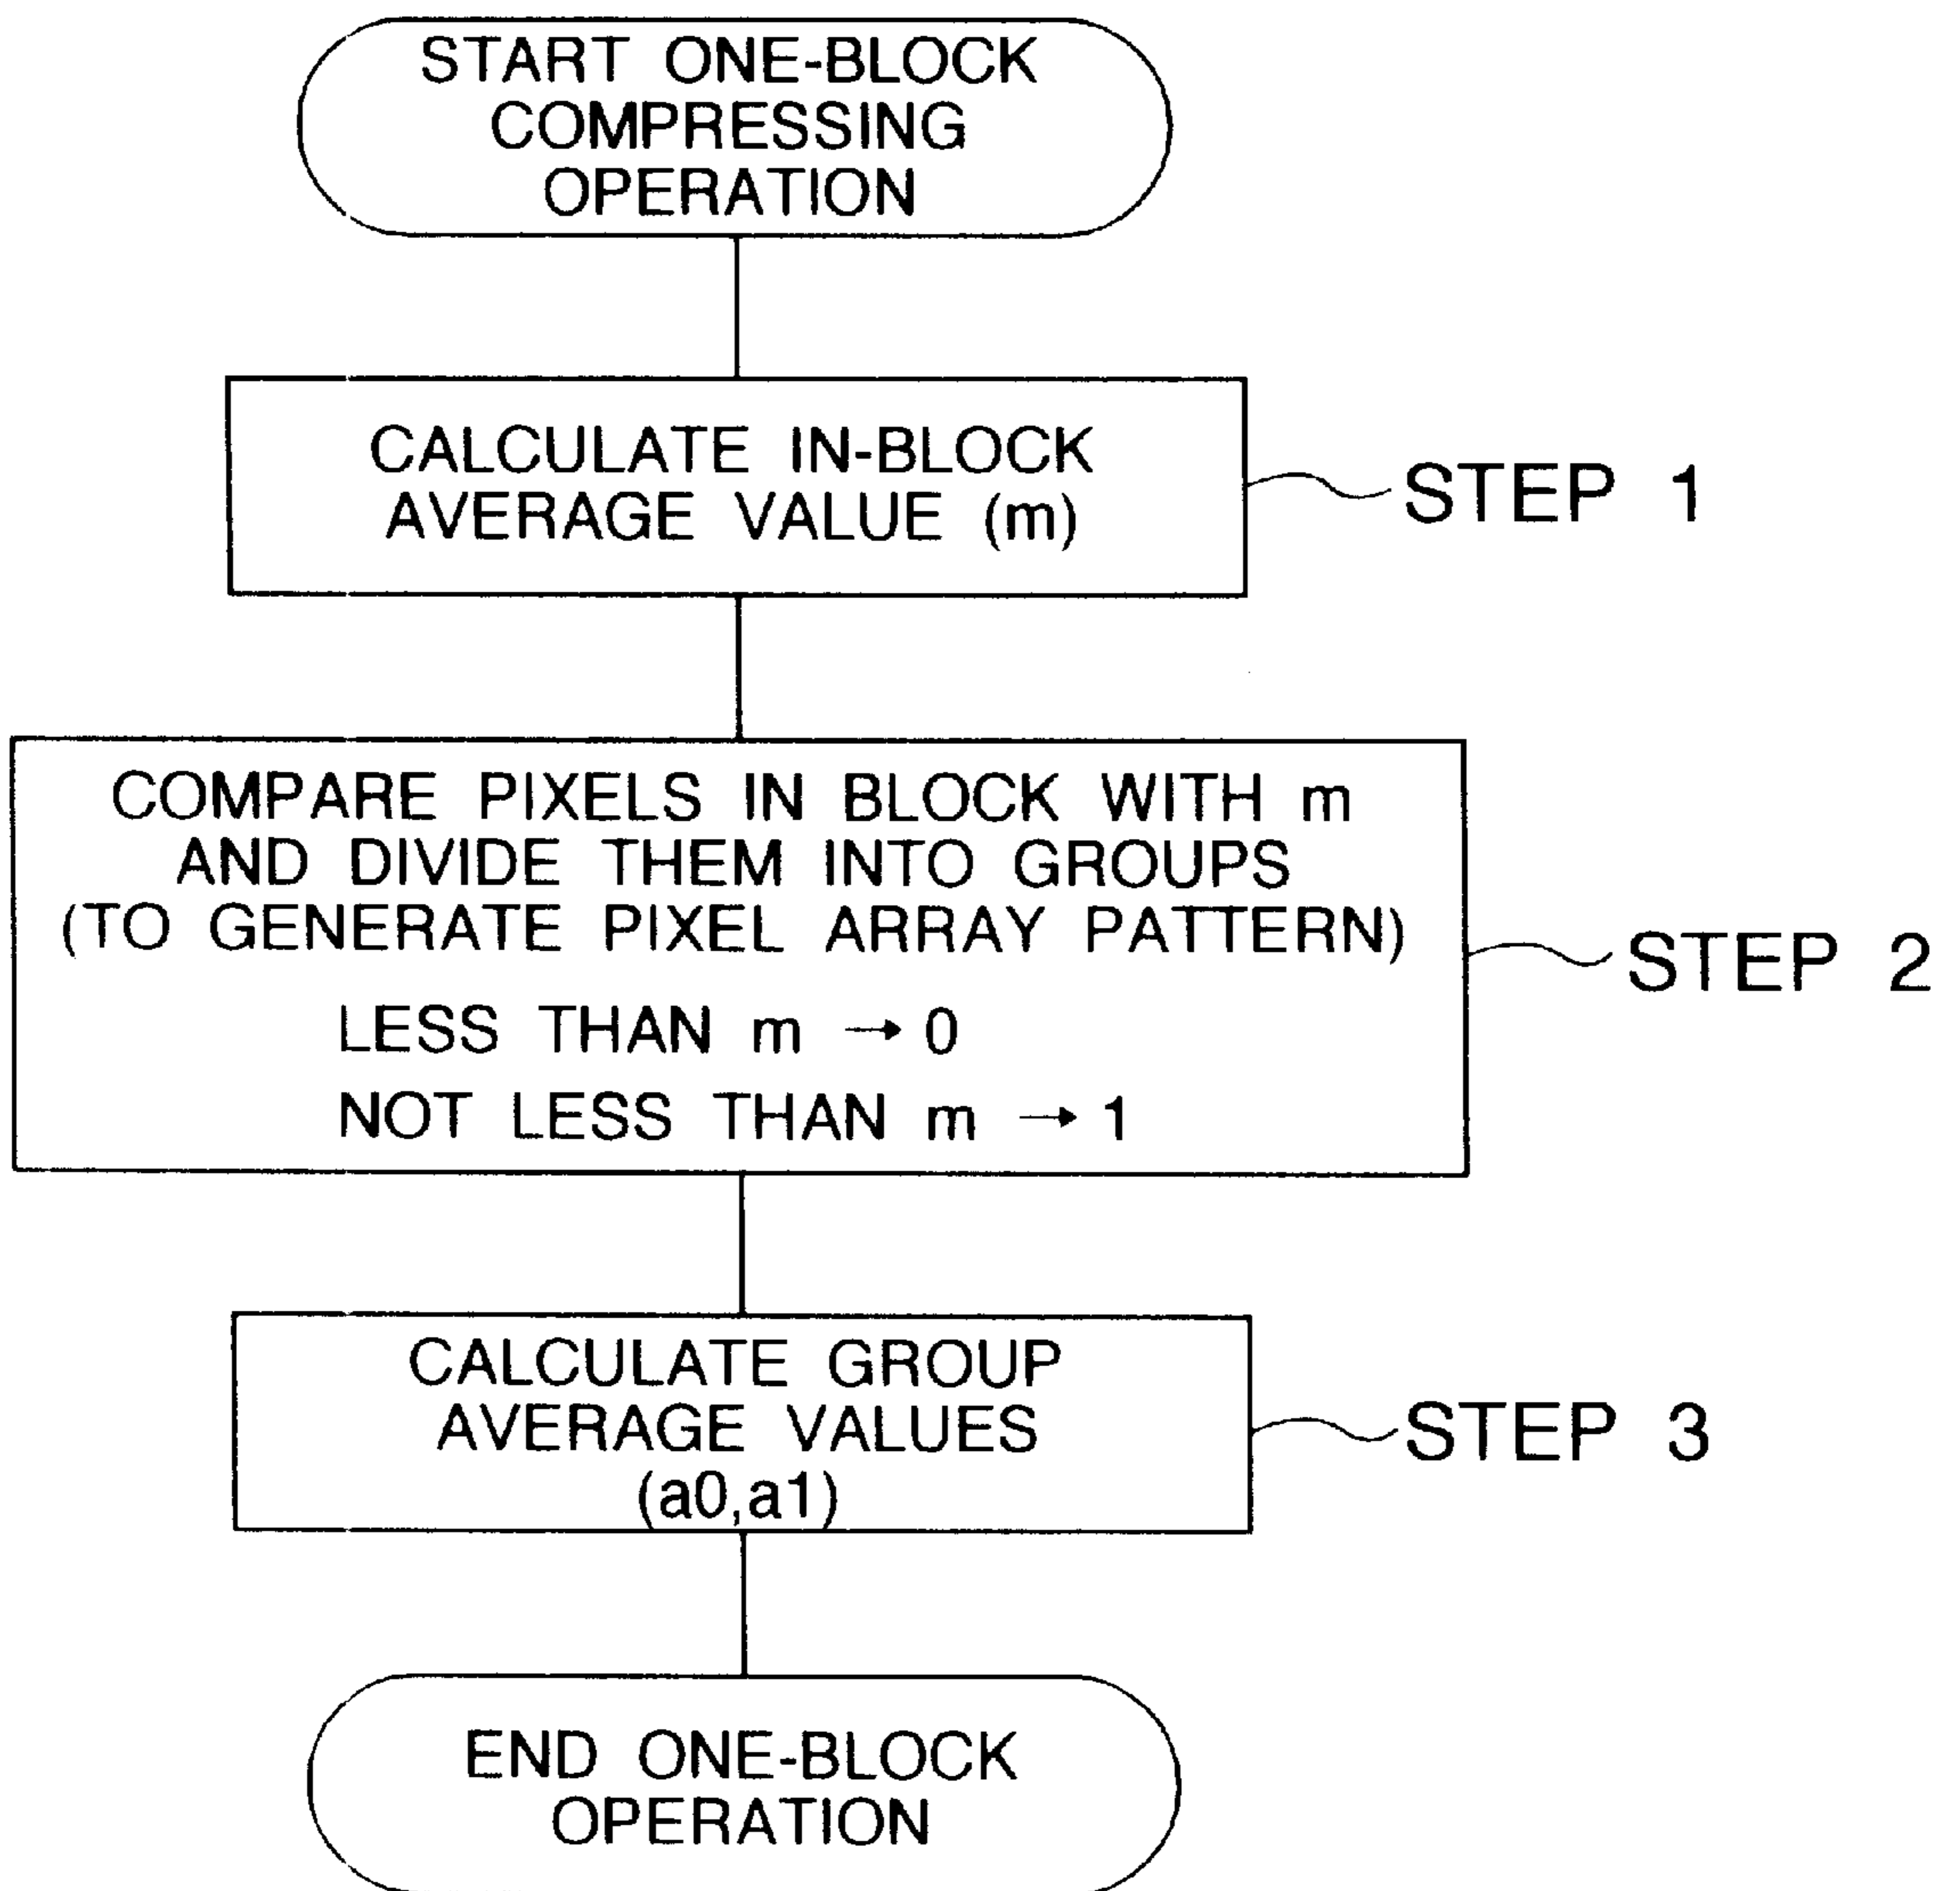 START ONE-BLOCK
COMPRESSING
OPERATION
CALCULATE IN-BLOCK
AVERAGE VALUE (m)
STEP 1
COMPARE PIXELS IN BLOCK WITH m
AND DIVIDE THEM INTO GROUPS
(TO GENERATE PIXEL ARRAY PATTERN)
LESS THAN m → 0
NOT LESS THAN m → 1
STEP 2
CALCULATE GROUP
AVERAGE VALUES
(a0,a1)
STEP 3
END ONE-BLOCK
OPERATION